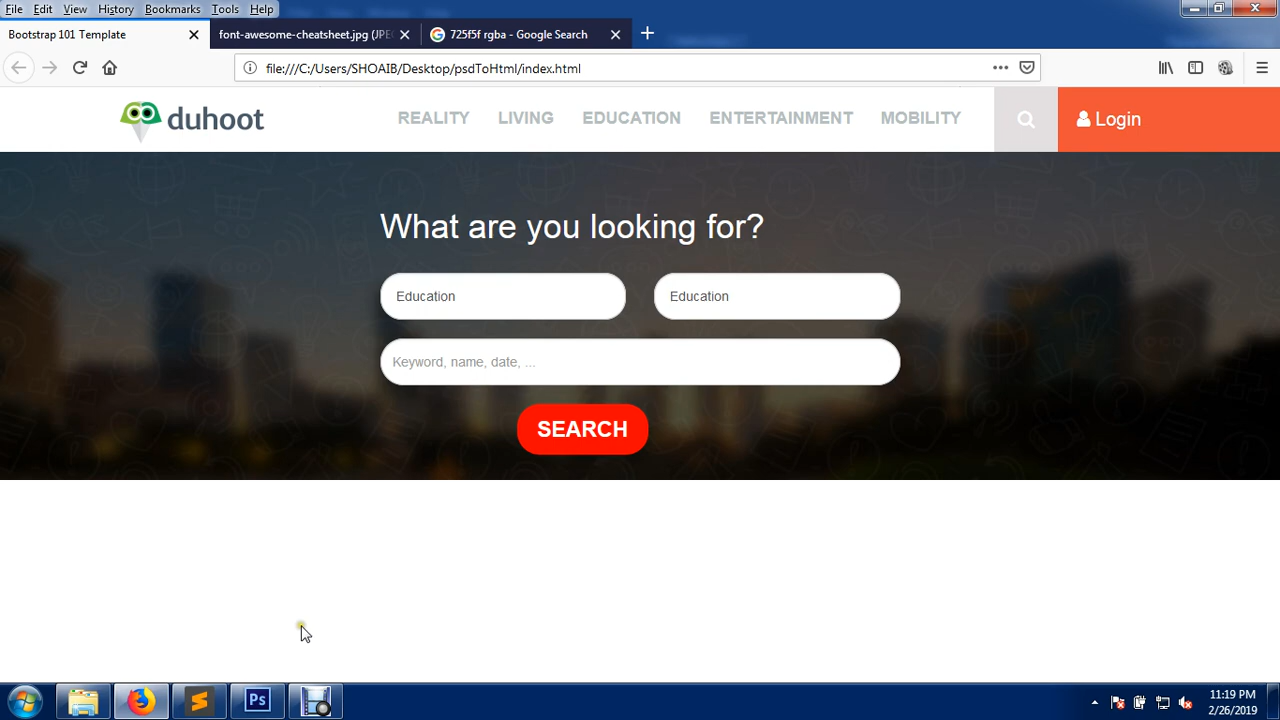 File Edit View History Bookmarks Tools Help
Bootstrap 101 Template font-awesome-cheatsheet.jpg (JPE 725f5f rgba - Google Search
file:///C:/Users/SHOAIB/Desktop/psdToHtml/index.html
duhoot REALITY LIVING EDUCATION ENTERTAINMENT MOBILITY Login
What are you looking for?
Education Education
Keyword, name, date, ...
SEARCH
Ps
11:19 PM
2/26/2019